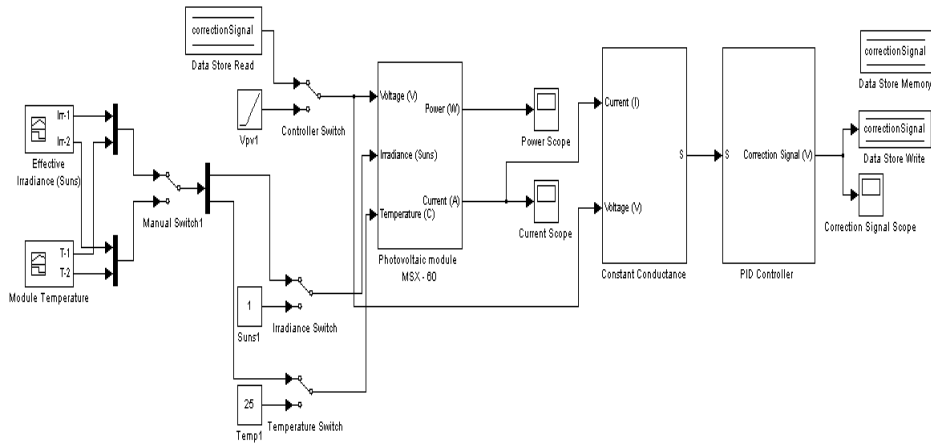 correctionSignal
Data Store Read
Vpv1
Controller Switch
Irr-1
Irr-2
Effective
Irradiance (Suns)
T-1
T-2
Module Temperature
Manual Switch1
1
Suns1
Irradiance Switch
25
Temp1
Temperature Switch
Voltage (V)
Power (W)
Irradiance (Suns)
Current (A)
Temperature (C)
Photovoltaic module
MSX - 60
Power Scope
Current Scope
Current (I)
Voltage (V)
S
Constant Conductance
S
Correction Signal (V)
PID Controller
correctionSignal
Data Store Memory
correctionSignal
Data Store Write
Correction Signal Scope